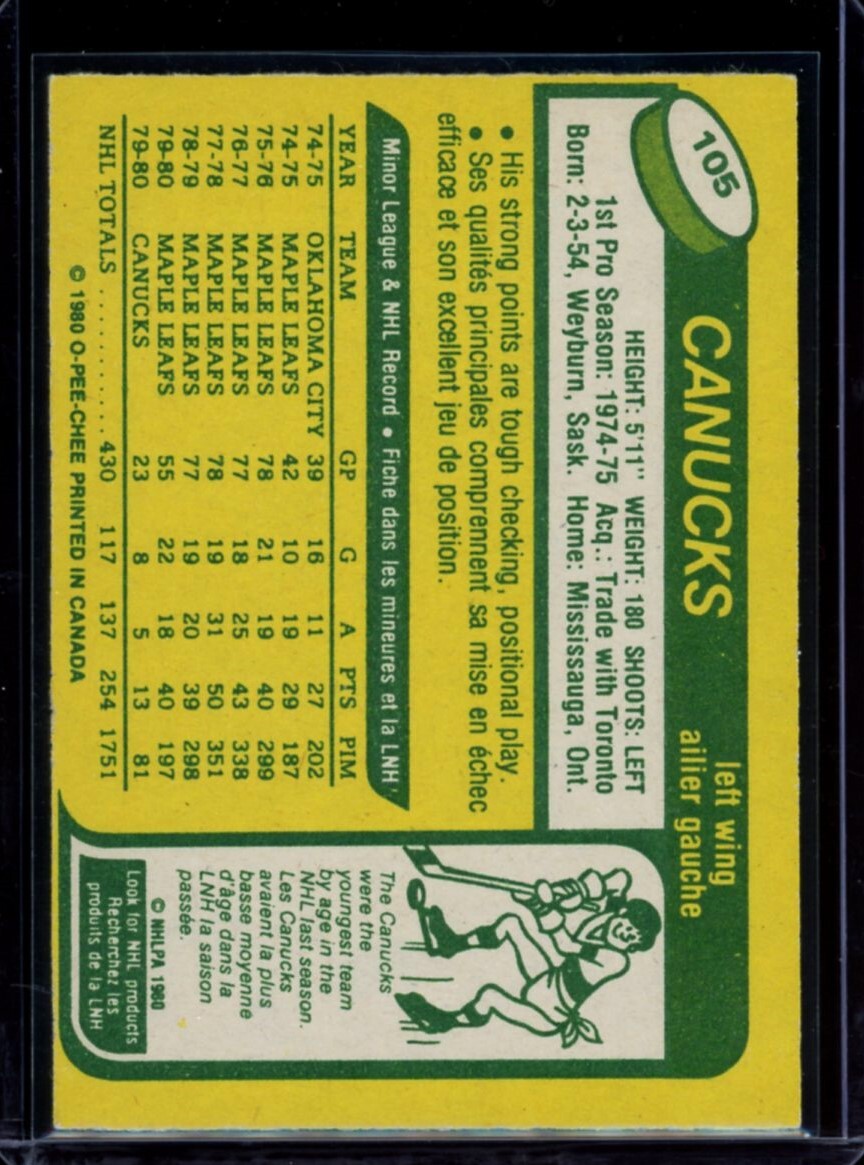 105
CANUCKS
left wing
ailier gauche
HEIGHT: 5'11" WEIGHT: 180 SHOOTS: LEFT
1st Pro Season: 1974-75 Acq.: Trade with Toronto
Born: 2-3-54, Weyburn, Sask. Home: Mississauga, Ont.
• His strong points are tough checking, positional play.
• Ses qualités principales comprennent sa mise en échec
efficace et son excellent jeu de position.
Minor League & NHL Record • Fiche dans les mineures et la LNH
YEAR TEAM GP G A PTS PIM
74-75 OKLAHOMA CITY 39 16 11 27 202
74-75 MAPLE LEAFS 42 10 19 29 187
75-76 MAPLE LEAFS 78 21 19 40 299
76-77 MAPLE LEAFS 77 18 25 43 338
77-78 MAPLE LEAFS 78 19 31 50 351
78-79 MAPLE LEAFS 77 19 20 39 298
79-80 MAPLE LEAFS 55 22 18 40 197
79-80 CANUCKS 23 8 5 13 81
NHL TOTALS .......... 430 117 137 254 1751
© 1980 O-PEE-CHEE PRINTED IN CANADA
The Canucks
were the
youngest team
by age in the
NHL last season.
Les Canucks
avaient la plus
basse moyenne
d'âge dans la
LNH la saison
passée.
© NHLPA 1980
Look for NHL products
Recherchez les
produits de la LNH